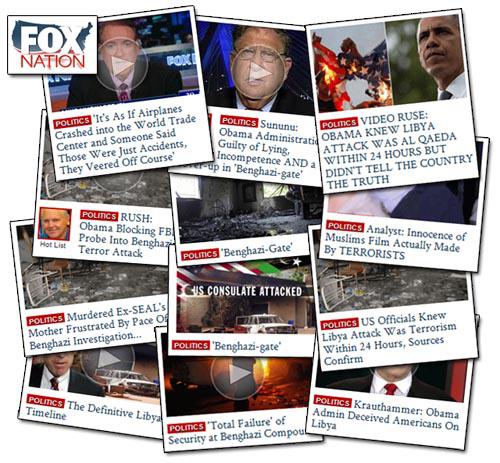 FOX
NATION
POLITICS 'It's As If Airplanes
Crashed into the World Trade
Center and Someone Said
Those Were Just Accidents,
They Veered Off Course'
POLITICS Sununu:
Obama Administratio
Guilty of Lying,
Incompetence AND a
er-up in 'Benghazi-gate'
POLITICS VIDEO RUSE:
OBAMA KNEW LIBYA
ATTACK WAS AL QAEDA
WITHIN 24 HOURS BUT
DIDN'T TELL THE COUNTRY
THE TRUTH
Hot List
POLITICS RUSH:
Obama Blocking FB
Probe Into Benghazi
Terror Attack
POLITICS 'Benghazi-Gate'
POLITICS Analyst: Innocence of
Muslims Film Actually Made
By TERRORISTS
POLITICS Murdered Ex-SEAL's
Mother Frustrated By Pace Of
Benghazi Investigation...
US CONSULATE ATTACKED
POLITICS 'Benghazi-gate'
POLITICS US Officials Knew
Libya Attack Was Terrorism
Within 24 Hours, Sources
Confirm
POLITICS The Definitive Libya
Timeline
POLITICS 'Total Failure' of
Security at Benghazi Compou
POLITICS Krauthammer: Obama
Admin Deceived Americans On
Libya